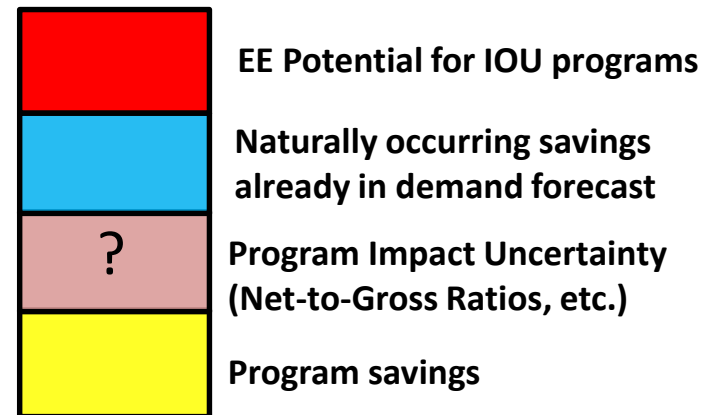 EE Potential for IOU programs
Naturally occurring savings
already in demand forecast
?
Program Impact Uncertainty
(Net-to-Gross Ratios, etc.)
Program savings